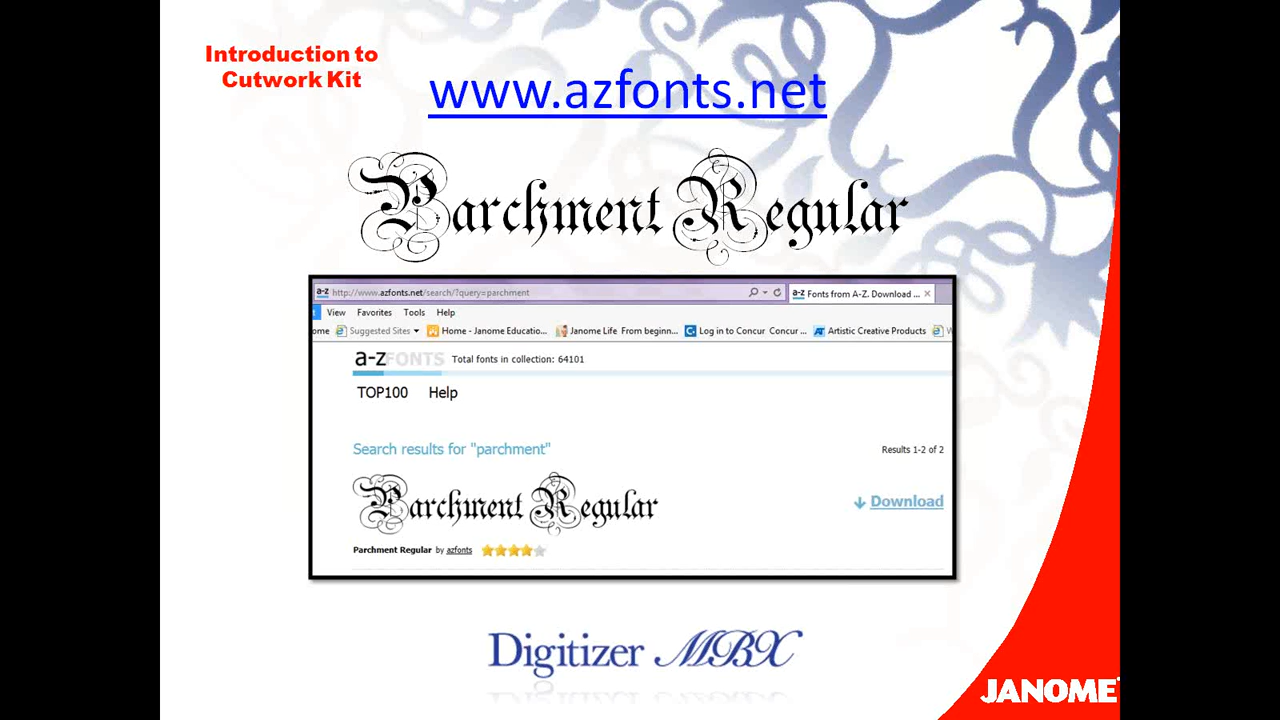 Introduction to
Cutwork Kit
www.azfonts.net
Parchment Regular
a-z http://www.azfonts.net/search/?query=parchment
a-z Fonts from A-Z. Download ...
View Favorites Tools Help
ome Suggested Sites Home - Janome Educatio... Janome Life From beginn... Log in to Concur Concur ... Artistic Creative Products
a-zFONTS Total fonts in collection: 64101
TOP100 Help
Search results for "parchment" Results 1-2 of 2
Parchment Regular Download
Parchment Regular by azfonts
Digitizer MBX
JANOME